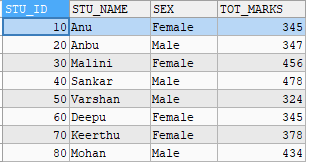 STU_ID STU_NAME SEX TOT_MARKS
10 Anu Female 345
20 Anbu Male 347
30 Malini Female 456
40 Sankar Male 478
50 Varshan Male 324
60 Deepu Female 345
70 Keerthu Female 378
80 Mohan Male 434